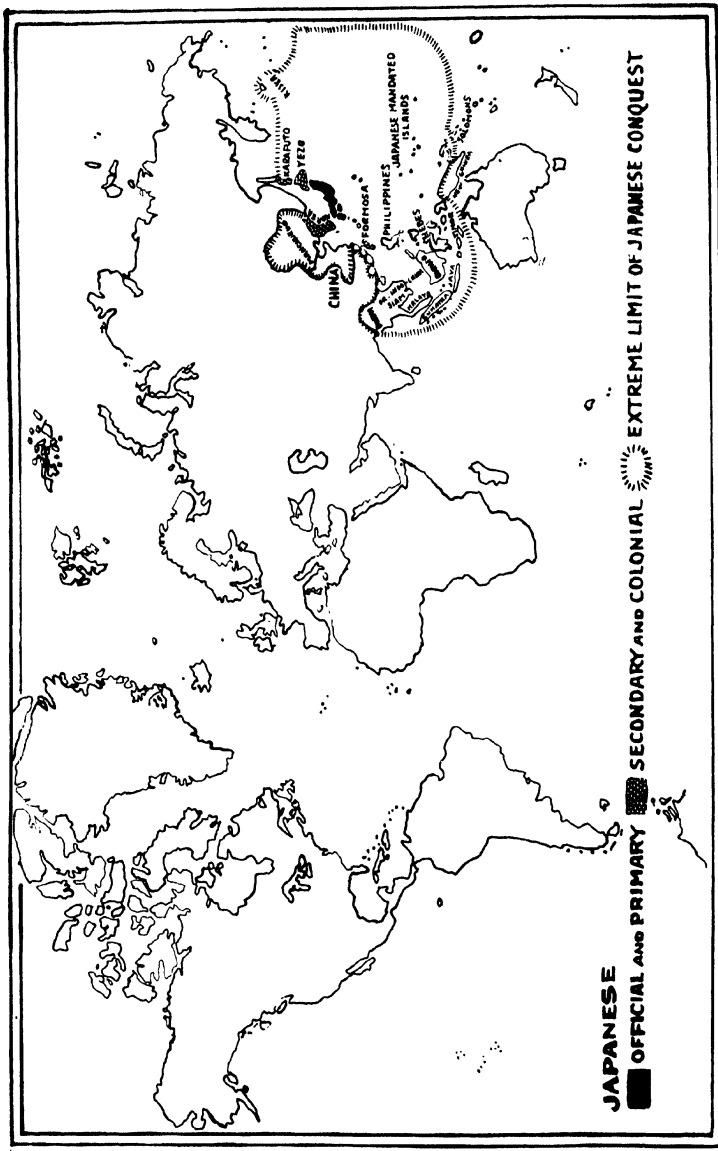 KISKA
KARAFUTO
YEZO
CHINA
FORMOSA
PHILIPPINES
JAPANESE MANDATED
ISLANDS
SIAM
MALAYA
JAVA
SOLOMONS
JAPANESE
OFFICIAL AND PRIMARY
SECONDARY AND COLONIAL
EXTREME LIMIT OF JAPANESE CONQUEST